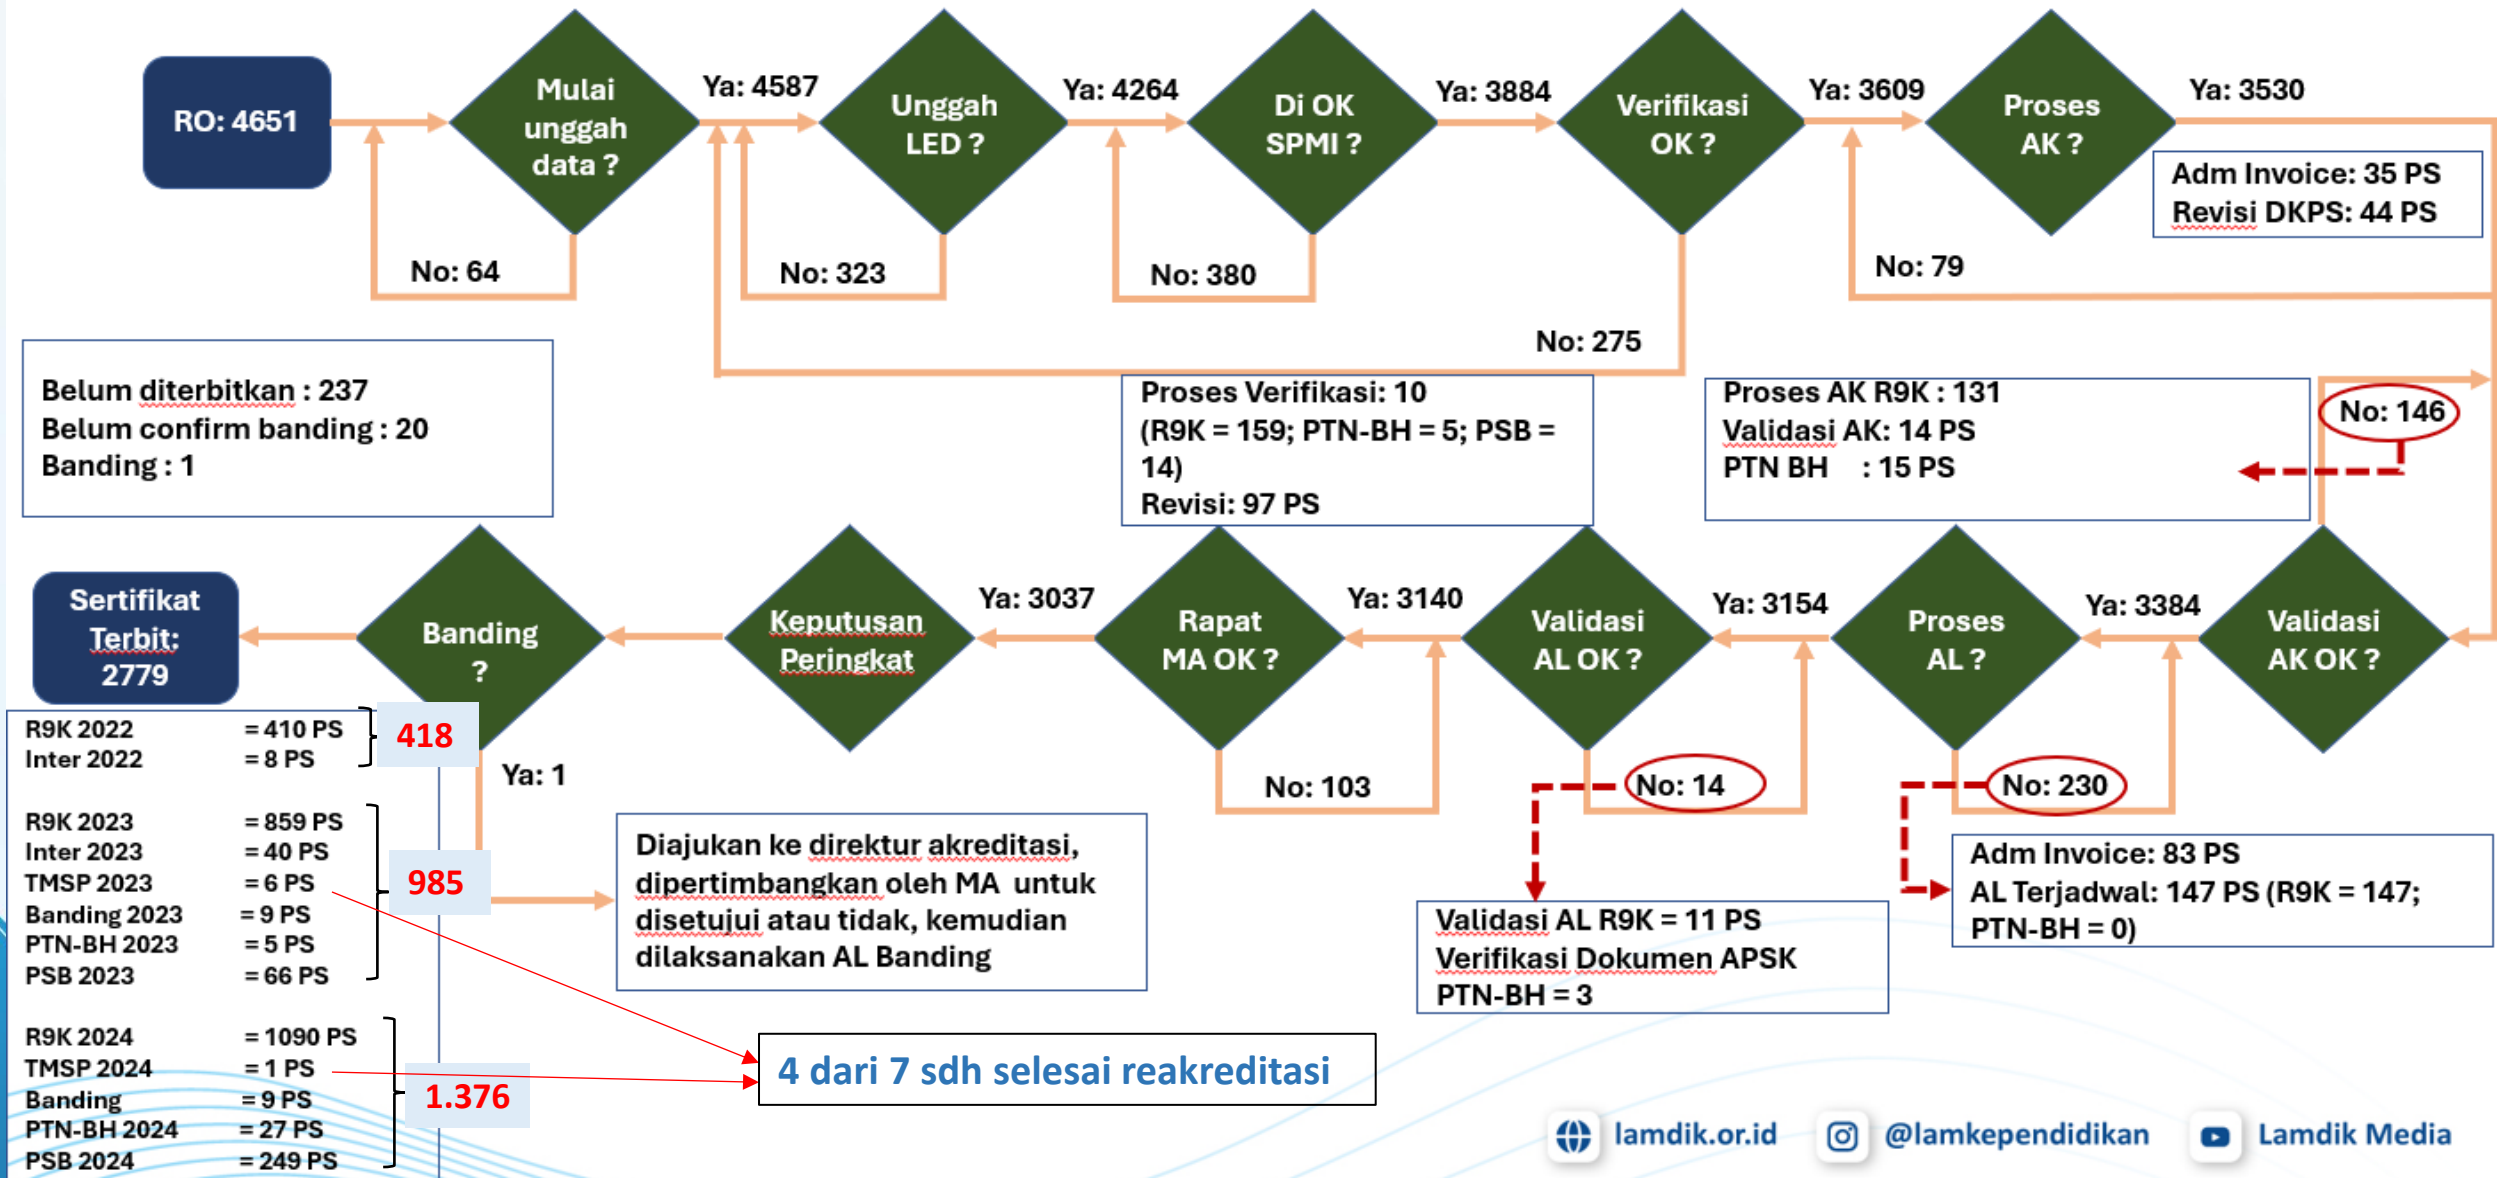 RO: 4651
Mulai
unggah
data ?
Ya: 4587
Unggah
LED ?
Ya: 4264
Di OK
SPMI ?
Ya: 3884
Verifikasi
OK ?
Ya: 3609
Proses
AK ?
Ya: 3530
Adm Invoice: 35 PS
Revisi DKPS: 44 PS
No: 64
No: 323
No: 380
No: 79
No: 275
Belum diterbitkan : 237
Belum confirm banding : 20
Banding : 1
Proses Verifikasi: 10
(R9K = 159; PTN-BH = 5; PSB =
14)
Revisi: 97 PS
Proses AK R9K : 131
Validasi AK: 14 PS
PTN BH : 15 PS
No: 146
Sertifikat
Terbit:
2779
Banding
?
Keputusan
Peringkat
Ya: 3037
Rapat
MA OK ?
Ya: 3140
Validasi
AL OK ?
Ya: 3154
Proses
AL ?
Ya: 3384
Validasi
AK OK ?
R9K 2022 = 410 PS
Inter 2022 = 8 PS
418
Ya: 1
No: 103
No: 14
No: 230
R9K 2023 = 859 PS
Inter 2023 = 40 PS
TMSP 2023 = 6 PS
Banding 2023 = 9 PS
PTN-BH 2023 = 5 PS
PSB 2023 = 66 PS
985
Diajukan ke direktur akreditasi,
dipertimbangkan oleh MA untuk
disetujui atau tidak, kemudian
dilaksanakan AL Banding
Validasi AL R9K = 11 PS
Verifikasi Dokumen APSK
PTN-BH = 3
Adm Invoice: 83 PS
AL Terjadwal: 147 PS (R9K = 147;
PTN-BH = 0)
R9K 2024 = 1090 PS
TMSP 2024 = 1 PS
Banding = 9 PS
PTN-BH 2024 = 27 PS
PSB 2024 = 249 PS
1.376
4 dari 7 sdh selesai reakreditasi
lamdik.or.id
@lamkependidikan
Lamdik Media